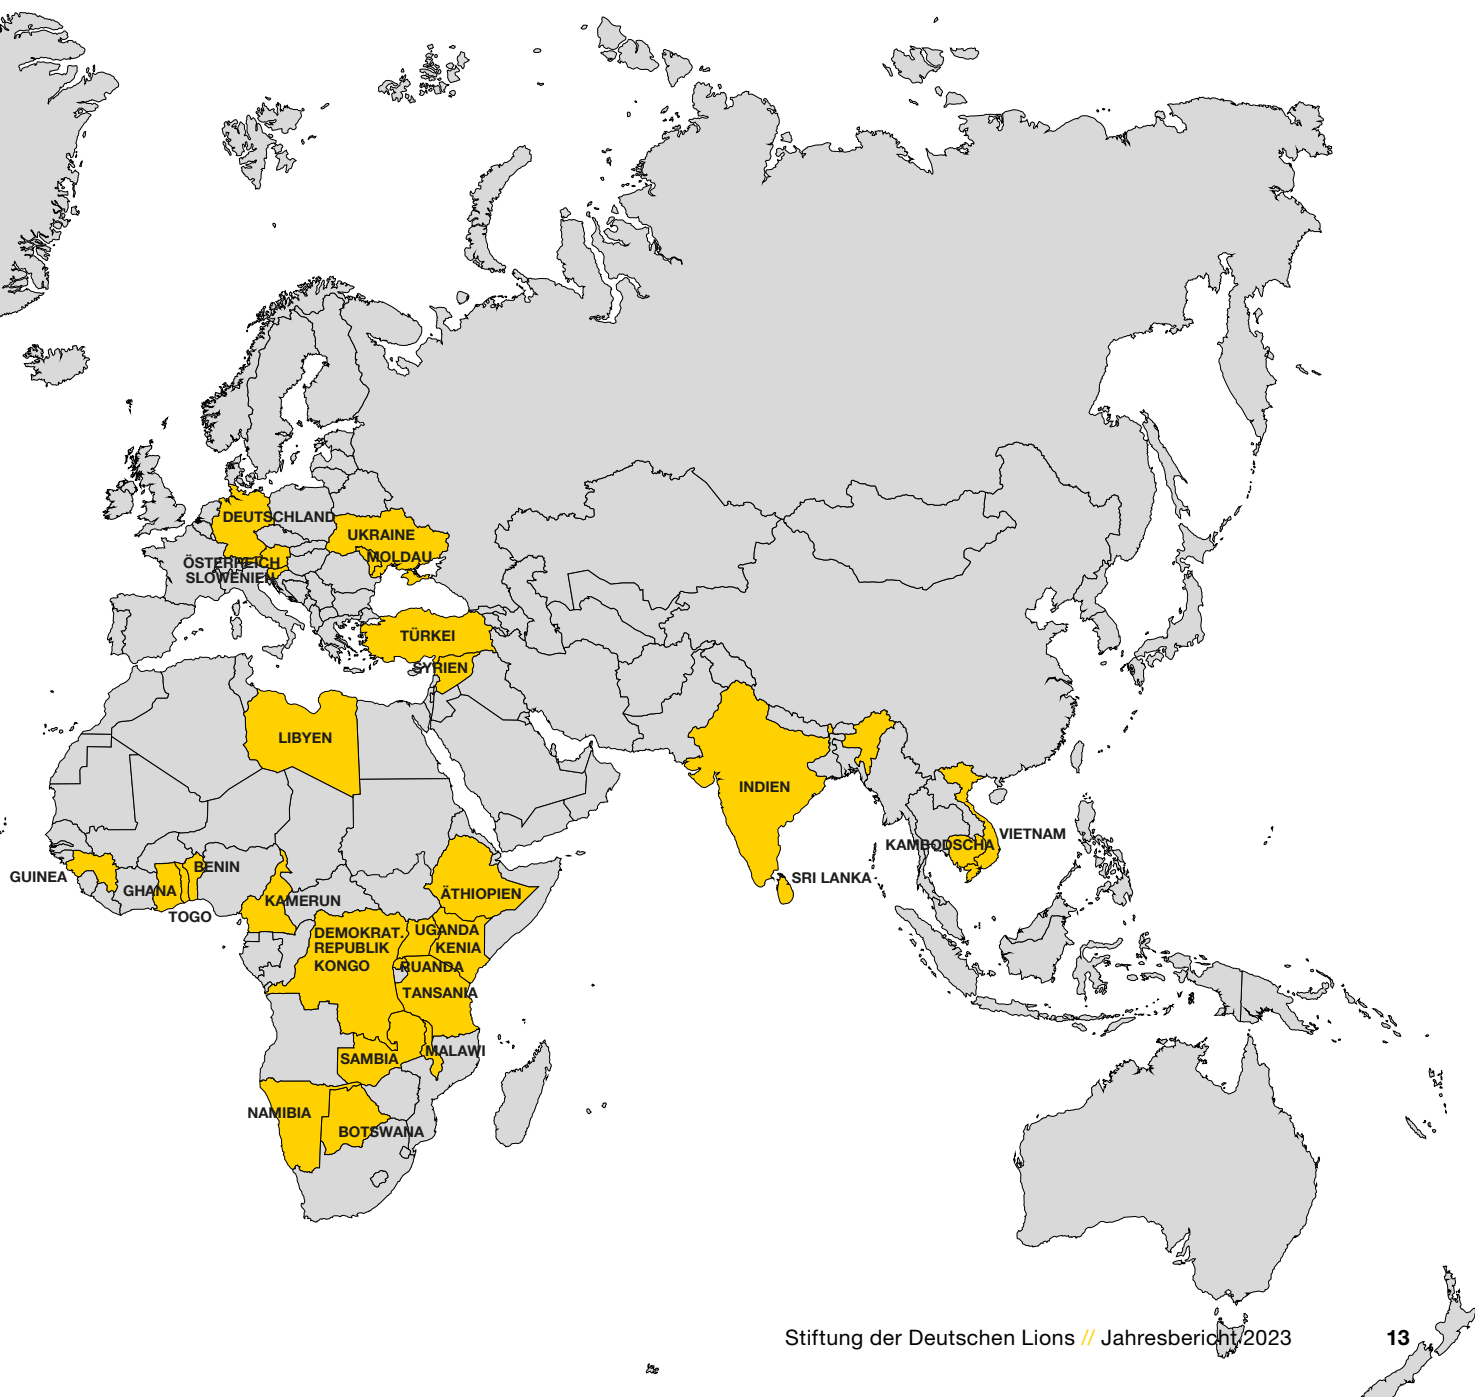 DEUTSCHLAND
UKRAINE
MOLDAU
ÖSTERREICH
SLOWENIEN
TÜRKEI
SYRIEN
LIBYEN
INDIEN
VIETNAM
KAMBODSCHA
SRI LANKA
GUINEA
GHANA
BENIN
TOGO
KAMERUN
ÄTHIOPIEN
DEMOKRAT.
REPUBLIK
KONGO
UGANDA
KENIA
RUANDA
TANSANIA
SAMBIA
MALAWI
NAMIBIA
BOTSWANA
Stiftung der Deutschen Lions // Jahresbericht 2023 13